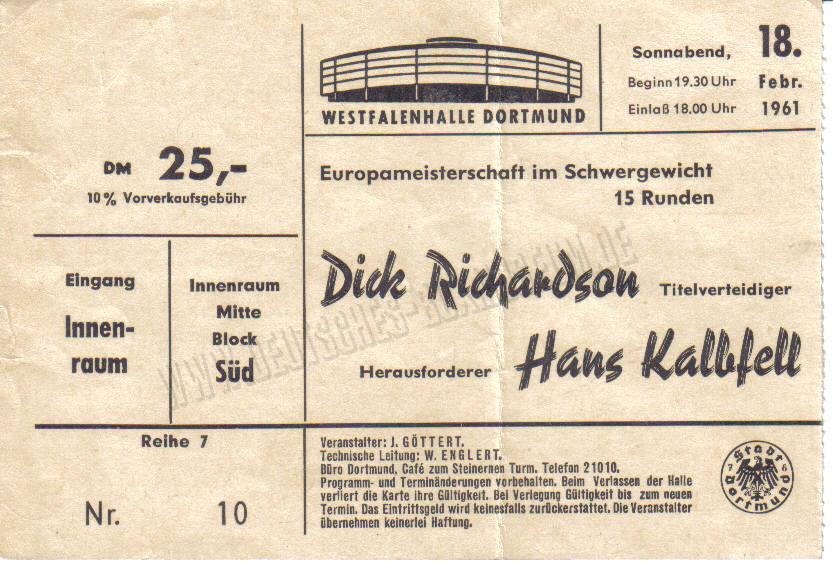 WESTFALENHALLE DORTMUND
Sonnabend, 18.
Beginn 19.30 Uhr Febr.
Einlaß 18.00 Uhr 1961
DM 25,-
10% Vorverkaufsgebühr
Europameisterschaft im Schwergewicht
15 Runden
Dick Richardson Titelverteidiger
Herausforderer Hans Kalbfell
Eingang
Innen-
raum
Innenraum
Mitte
Block
Süd
Reihe 7
Nr. 10
Veranstalter: J. GÖTTERT.
Technische Leitung: W. ENGLERT.
Büro Dortmund, Café zum Steinernen Turm. Telefon 21010.
Programm- und Terminänderungen vorbehalten. Beim Verlassen der Halle
verliert die Karte ihre Gültigkeit. Bei Verlegung Gültigkeit bis zum neuen
Termin. Das Eintrittsgeld wird keinesfalls zurückerstattet. Die Veranstalter
übernehmen keinerlei Haftung.
Stadt
7 6
dortmund